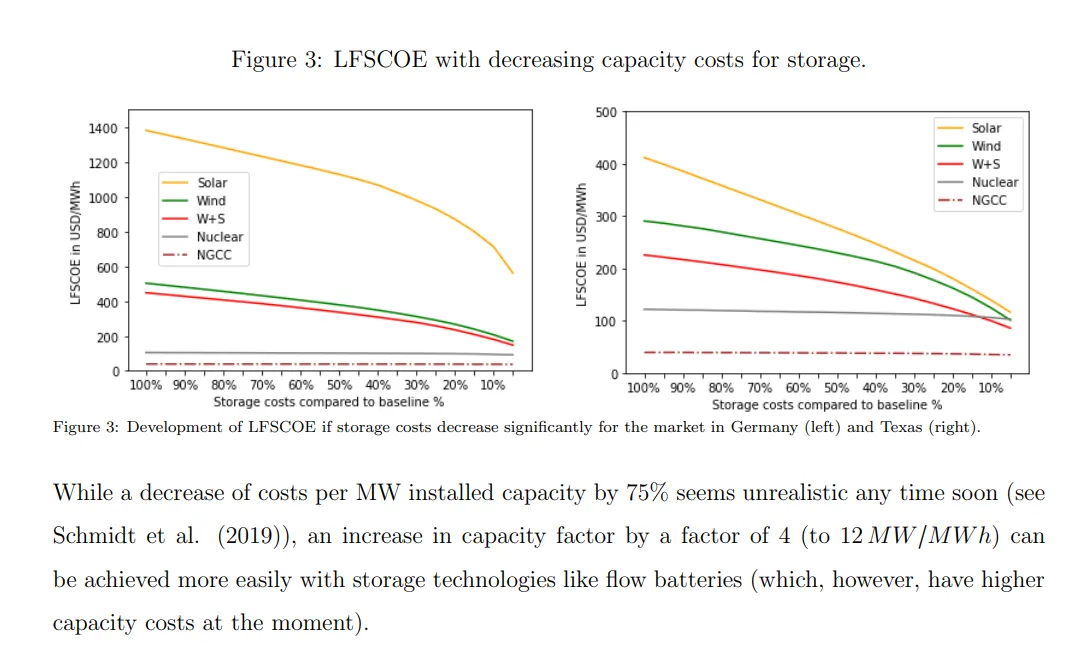 Figure 3: LFSCOE with decreasing capacity costs for storage.
1400
1200
1000
800
600
400
200
0
LFSCOE in USD/MWh
Solar
Wind
W+S
Nuclear
NGCC
100% 90% 80% 70% 60% 50% 40% 30% 20% 10%
Storage costs compared to baseline %
500
400
300
200
100
0
LFSCOE in USD/MWh
Solar
Wind
W+S
Nuclear
NGCC
100% 90% 80% 70% 60% 50% 40% 30% 20% 10%
Storage costs compared to baseline %
Figure 3: Development of LFSCOE if storage costs decrease significantly for the market in Germany (left) and Texas (right).
While a decrease of costs per MW installed capacity by 75% seems unrealistic any time soon (see
Schmidt et al. (2019)), an increase in capacity factor by a factor of 4 (to 12 MW/MWh) can
be achieved more easily with storage technologies like flow batteries (which, however, have higher
capacity costs at the moment).